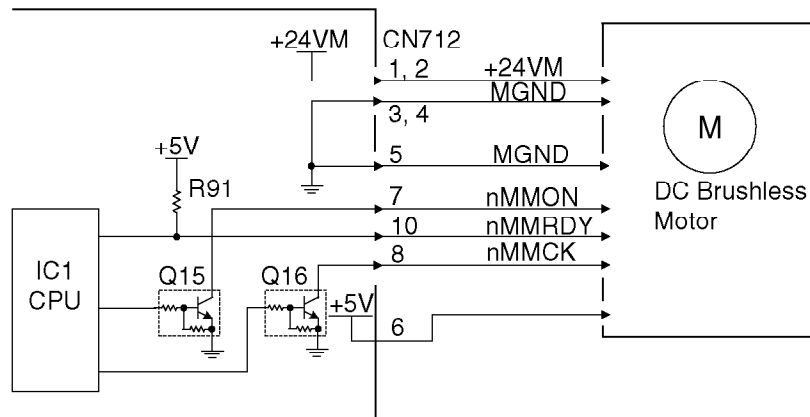 +24VM
CN712
1, 2
+24VM
MGND
3, 4
M
+5V
5
MGND
R91
DC Brushless
Motor
7
nMMON
10
nMMRDY
8
nMMCK
IC1
CPU
Q15
Q16
+5V
6